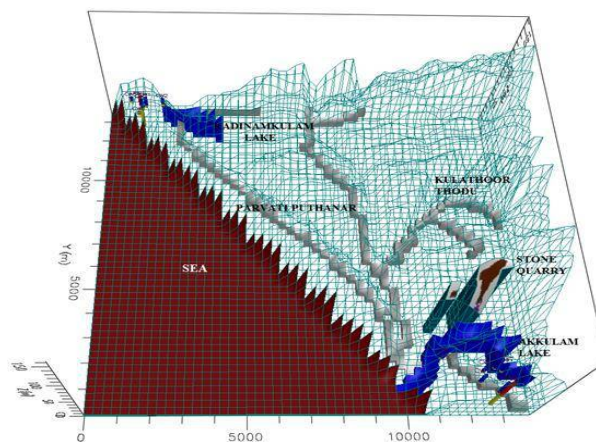 ADINAMKULAM
LAKE
KULATHOOR
THODU
PARVATI PUTHANAR
STONE
QUARRY
SEA
AKKULAM
LAKE
10000
Y (m)
5000
0
5000
10000